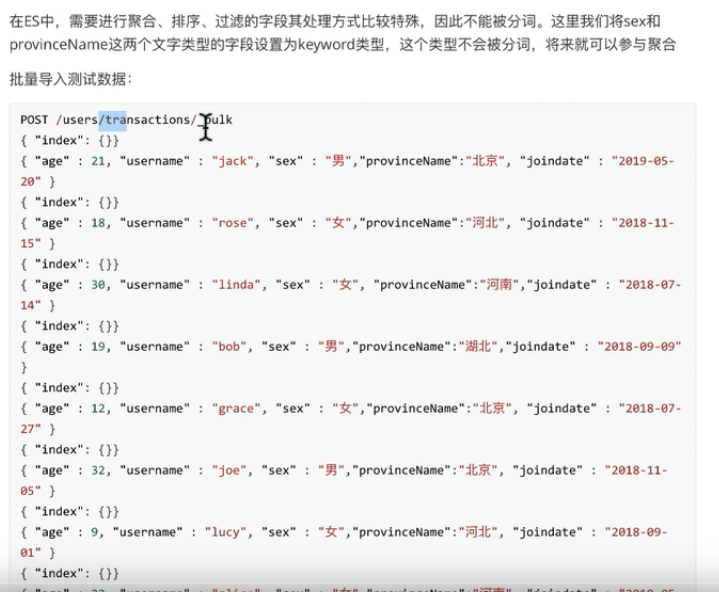 在ES中，需要进行聚合、排序、过滤的字段其处理方式比较特殊，因此不能被分词。这里我们将sex和
provinceName这两个文字类型的字段设置为keyword类型，这个类型不会被分词，将来就可以参与聚合
批量导入测试数据：
POST /users/transactions/_bulk
{ "index": {}}
{ "age" : 21, "username" : "jack", "sex" : "男","provinceName":"北京", "joindate" : "2019-05-
20" }
{ "index": {}}
{ "age" : 18, "username" : "rose", "sex" : "女","provinceName":"河北", "joindate" : "2018-11-
15" }
{ "index": {}}
{ "age" : 30, "username" : "linda", "sex" : "女", "provinceName":"河南","joindate" : "2018-07-
14" }
{ "index": {}}
{ "age" : 19, "username" : "bob", "sex" : "男","provinceName":"湖北","joindate" : "2018-09-09"
}
{ "index": {}}
{ "age" : 12, "username" : "grace", "sex" : "女","provinceName":"北京", "joindate" : "2018-07-
27" }
{ "index": {}}
{ "age" : 32, "username" : "joe", "sex" : "男","provinceName":"北京", "joindate" : "2018-11-
05" }
{ "index": {}}
{ "age" : 9, "username" : "lucy", "sex" : "女","provinceName":"河北", "joindate" : "2018-09-
01" }
{ "index": {}}